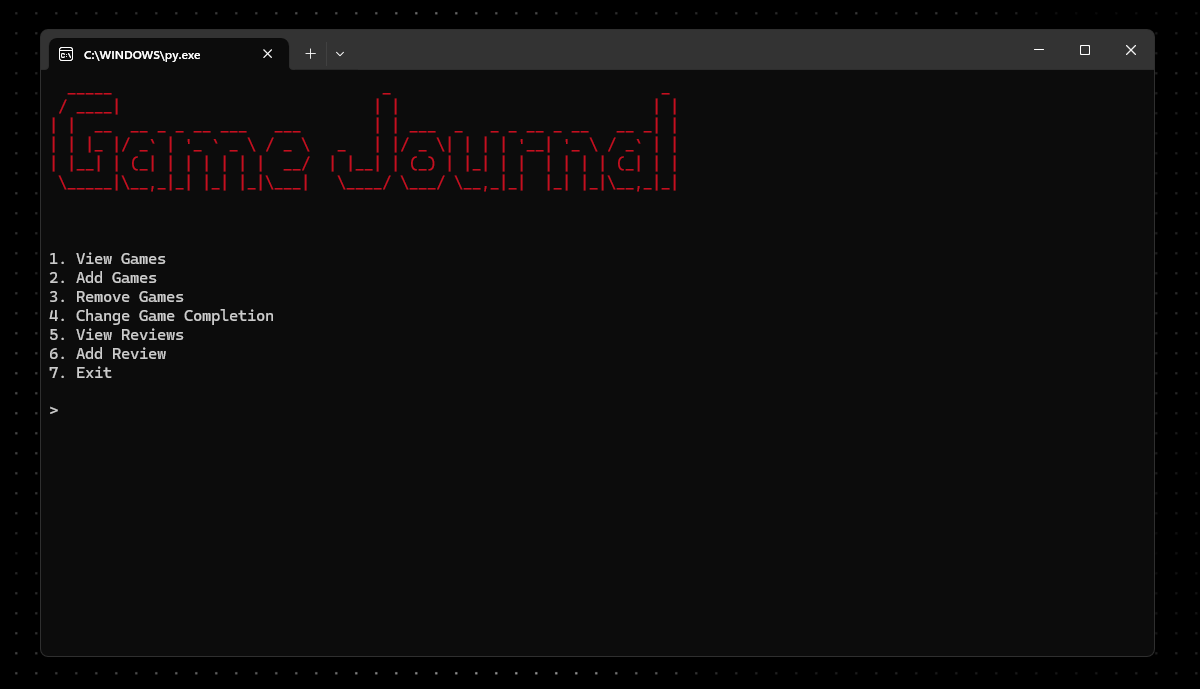 C:\WINDOWS\py.exe
Game Journal
1. View Games
2. Add Games
3. Remove Games
4. Change Game Completion
5. View Reviews
6. Add Review
7. Exit
>